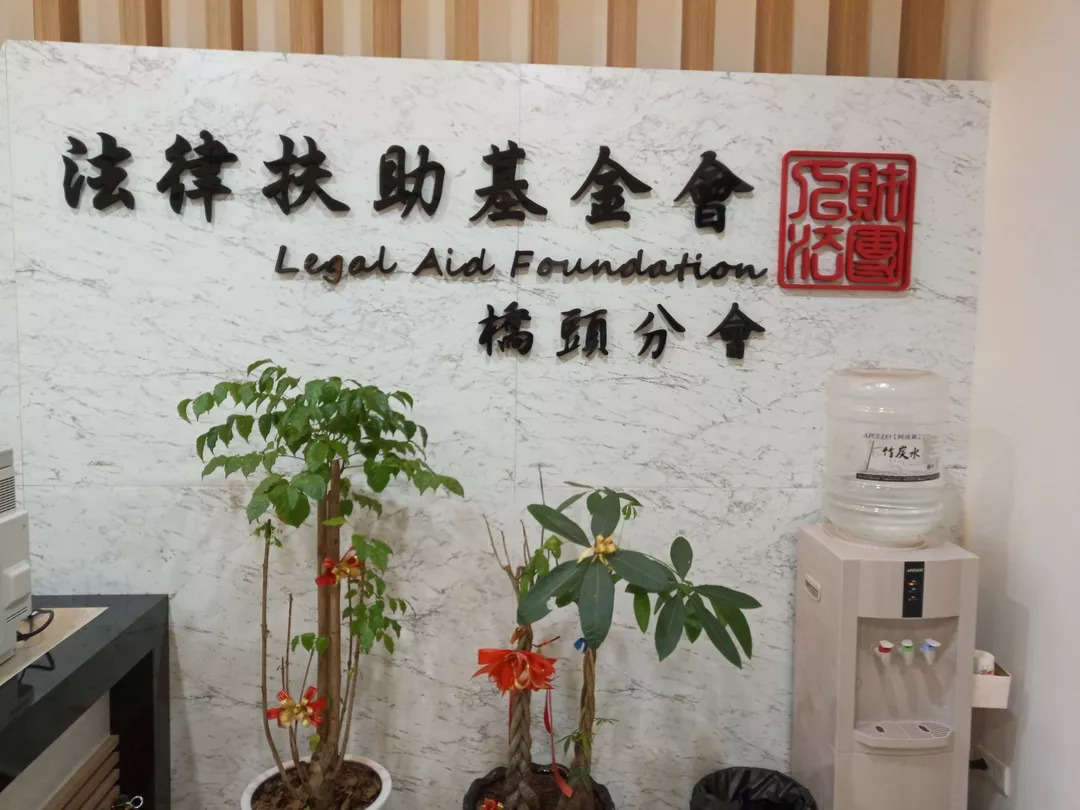 法律扶助基金會
財團法人
Legal Aid Foundation
橋頭分會
竹炭水